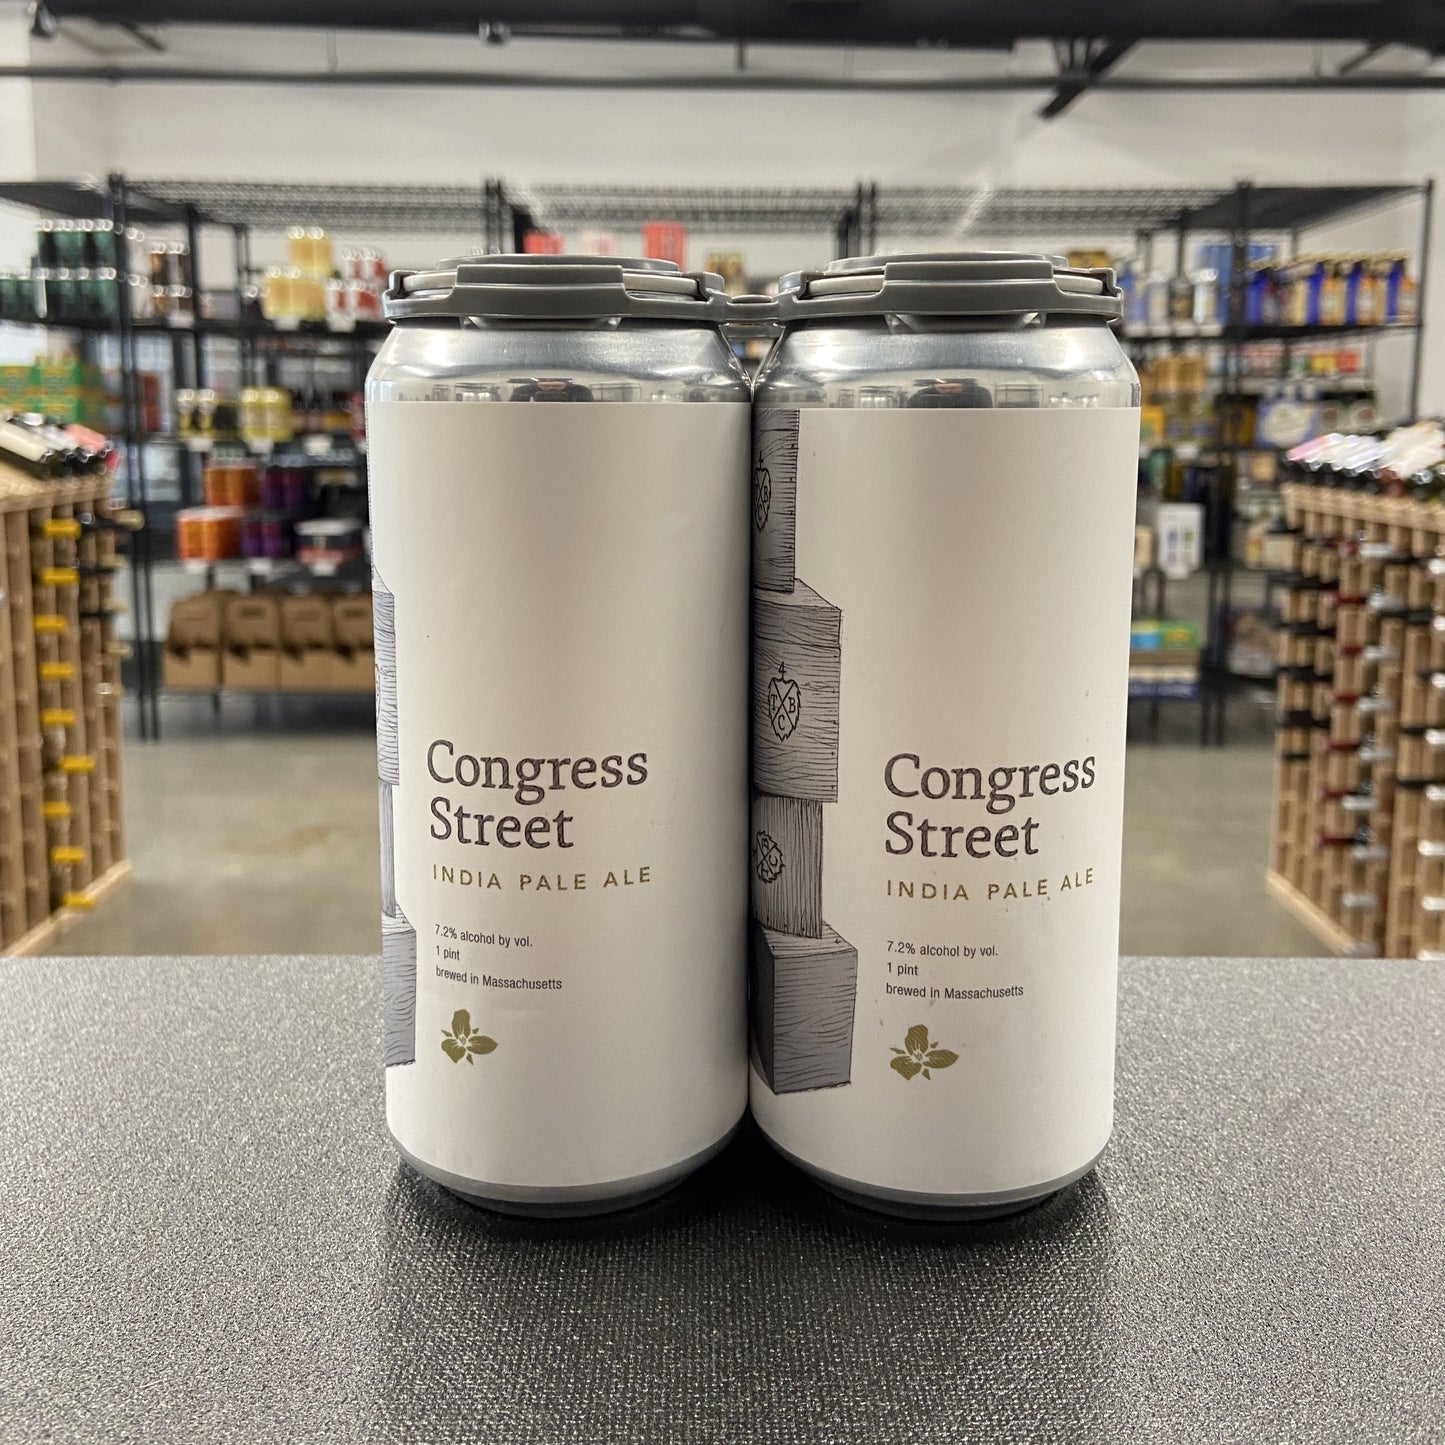 Congress
Street
INDIA PALE ALE
7.2% alcohol by vol.
1 pint
brewed in Massachusetts
4
T B
C
Congress
Street
INDIA PALE ALE
7.2% alcohol by vol.
1 pint
brewed in Massachusetts